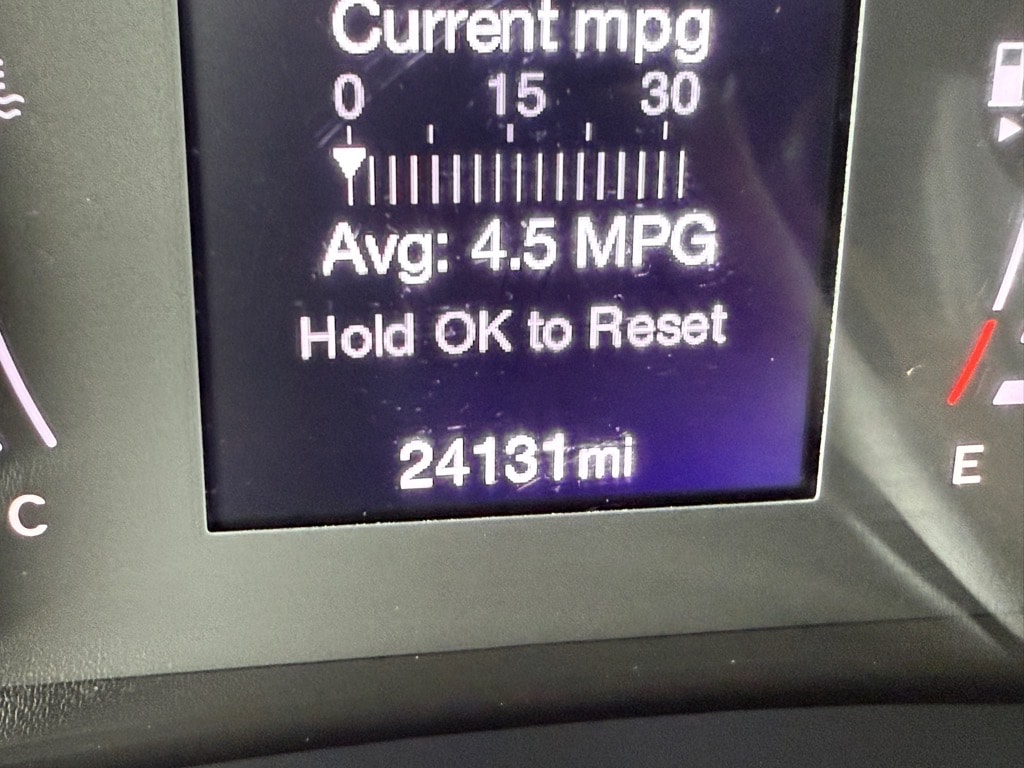 Current mpg
0 15 30
Avg: 4.5 MPG
Hold OK to Reset
24131 mi
C
E